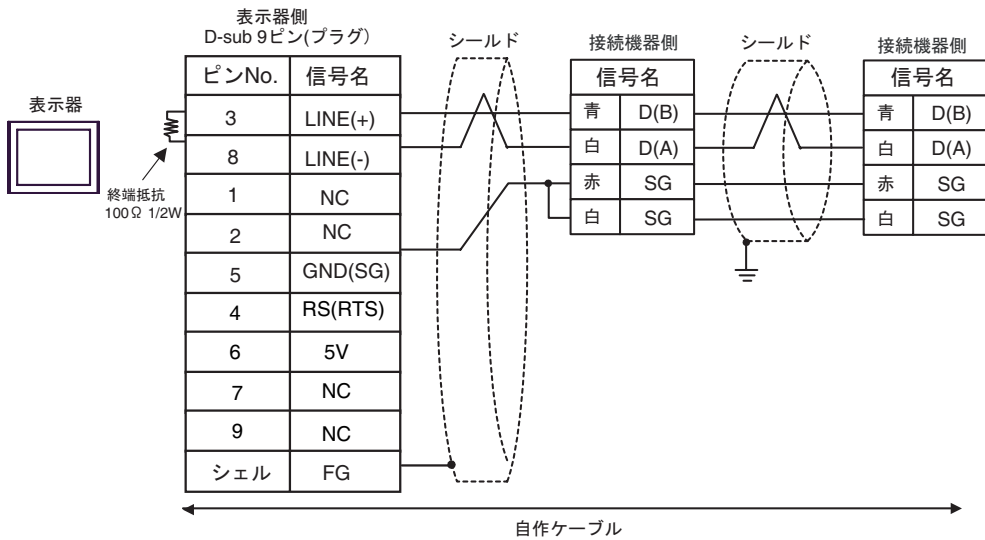 表示器側
D-sub 9ピン(プラグ)
シールド
接続機器側
シールド
接続機器側
表示器
ピンNo. 信号名
3 LINE(+)
8 LINE(-)
1 NC
2 NC
5 GND(SG)
4 RS(RTS)
6 5V
7 NC
9 NC
シェル FG
終端抵抗
100Ω 1/2W
信号名
青 D(B)
白 D(A)
赤 SG
白 SG
信号名
青 D(B)
白 D(A)
赤 SG
白 SG
自作ケーブル